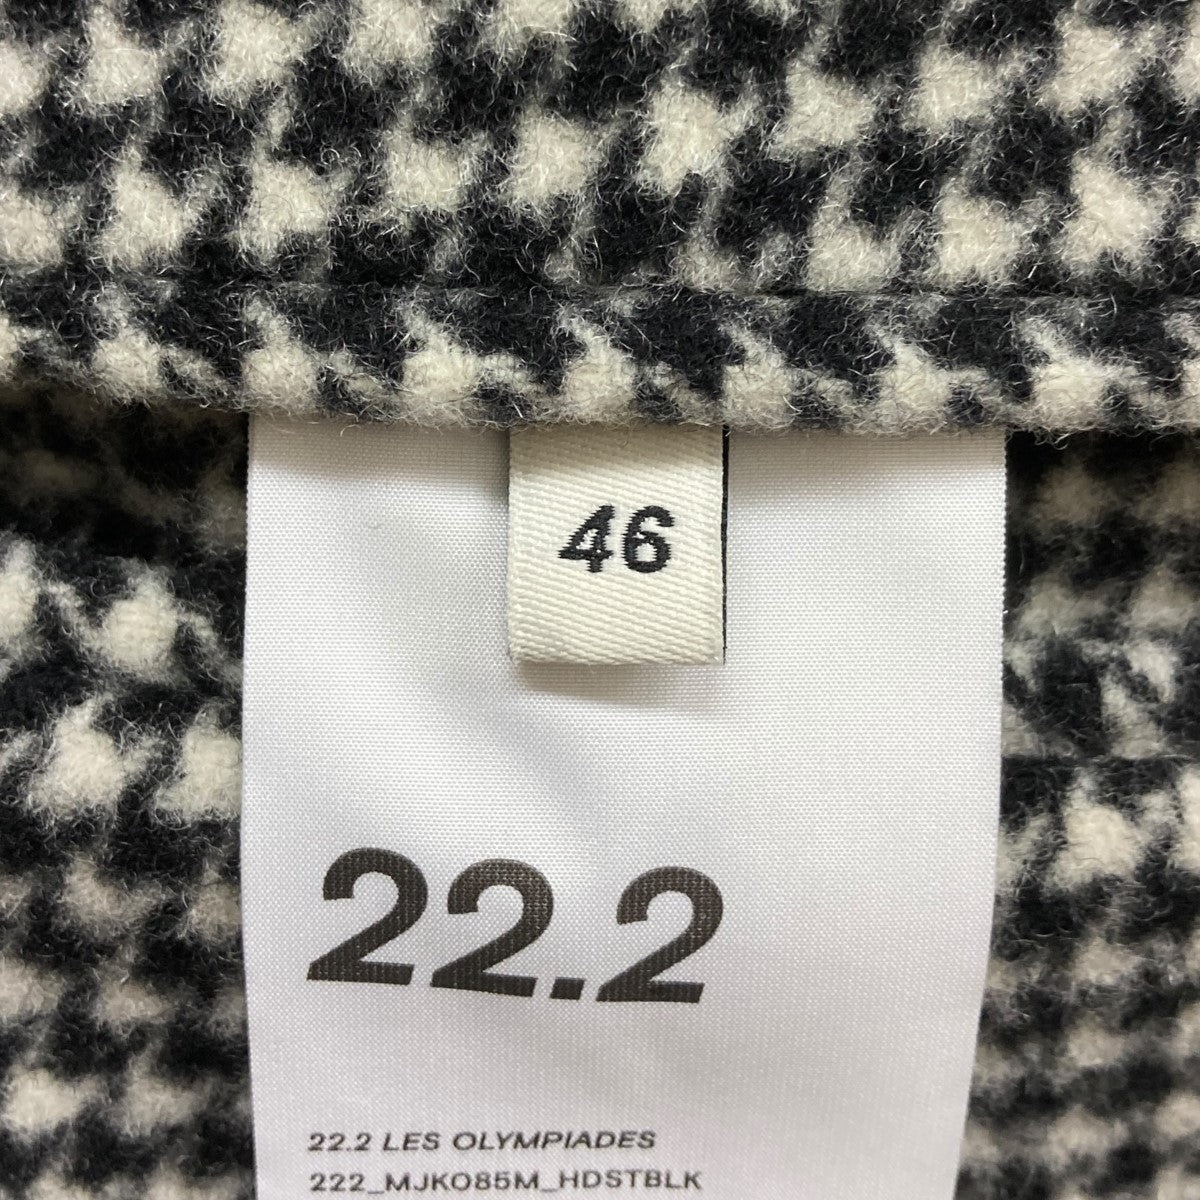 46
22.2
22.2 LES OLYMPIADES
222_MJK085M_HDSTBLK